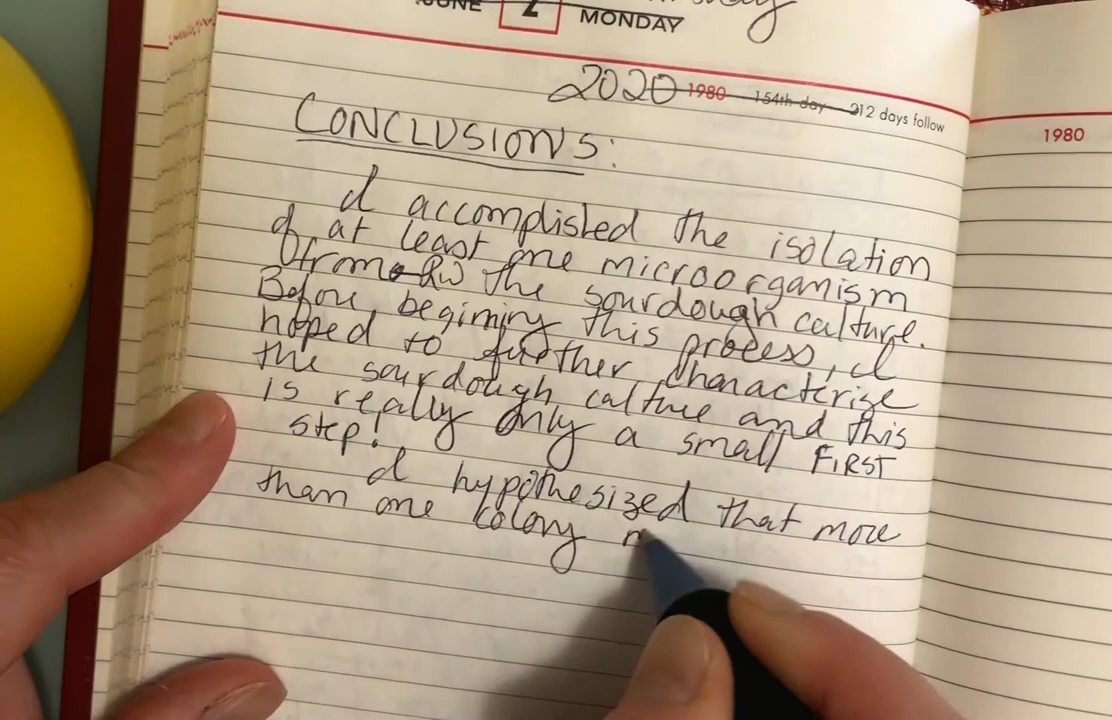 JUNE 2 MONDAY
2020 1980 154th day 212 days follow
1980
CONCLUSIONS:
I accomplished the isolation
of at least one microorganism
from the sourdough culture.
Before begining this process, I
hoped to further characterize
the sourdough culture and this
is really only a small FIRST
step!
I hypothesized that more
than one colony m